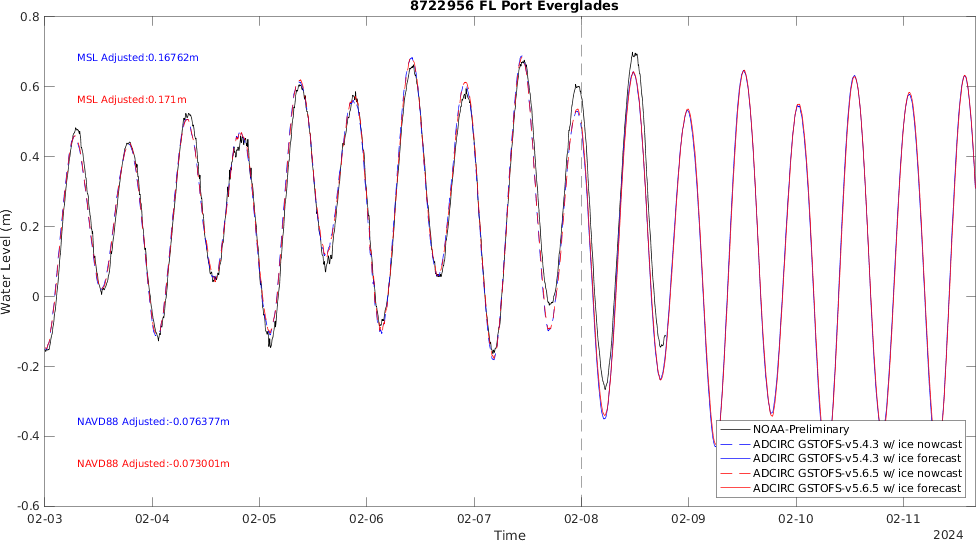 8722956 FL Port Everglades
0.8
0.6
0.4
0.2
0
-0.2
-0.4
-0.6
Water Level (m)
MSL Adjusted:0.16762m
MSL Adjusted:0.171m
NAVD88 Adjusted:-0.076377m
NAVD88 Adjusted:-0.073001m
NOAA-Preliminary
ADCIRC GSTOFS-v5.4.3 w/ ice nowcast
ADCIRC GSTOFS-v5.4.3 w/ ice forecast
ADCIRC GSTOFS-v5.6.5 w/ ice nowcast
ADCIRC GSTOFS-v5.6.5 w/ ice forecast
02-03 02-04 02-05 02-06 02-07 02-08 02-09 02-10 02-11
Time
2024